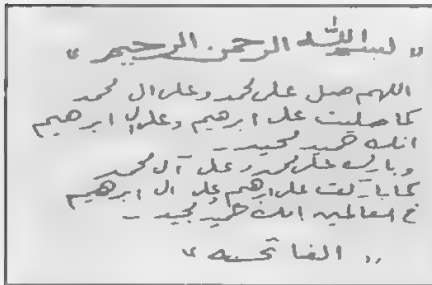 « بسم الله الرحمن الرحيم »
اللهم صل على محمد وعلى ال محمد
كما صليت على ابرهيم وعلى ال ابرهيم
انك حميد مجيد --
وبارك على محمد وعلى آل محمد
كما باركت على ابرهيم وعلى ال ابرهيم
في العالمين انك حميد مجيد --
« الفاتحه »